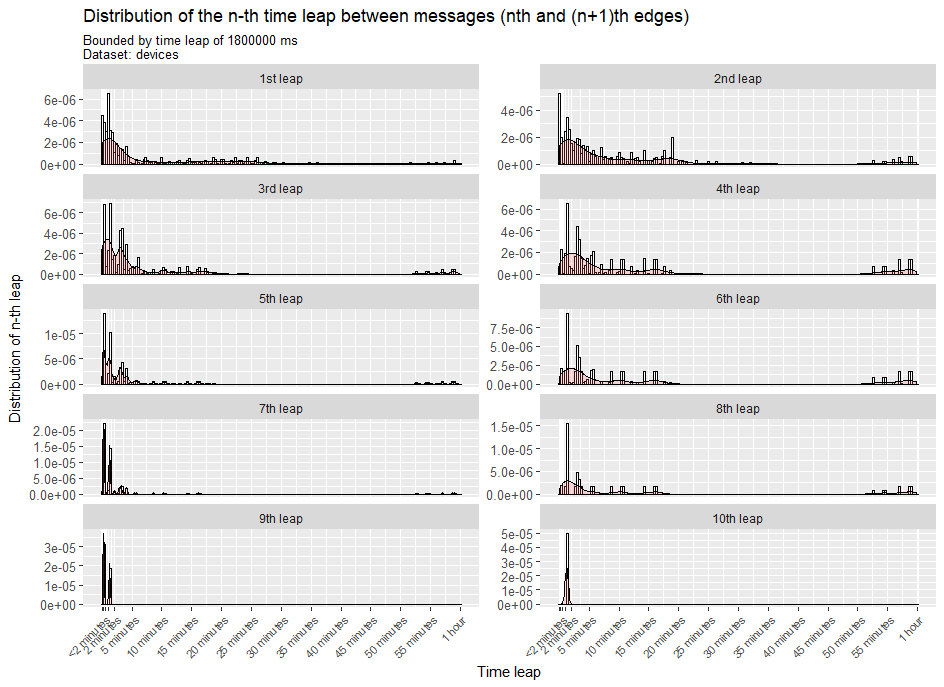 Distribution of the n-th time leap between messages (nth and (n+1)th edges)
Bounded by time leap of 1800000 ms
Dataset: devices
1st leap
6e-06
4e-06
2e-06
0e+00
2nd leap
4e-06
2e-06
0e+00
3rd leap
6e-06
4e-06
2e-06
0e+00
4th leap
6e-06
4e-06
2e-06
0e+00
5th leap
1e-05
5e-06
0e+00
6th leap
7.5e-06
5.0e-06
2.5e-06
0.0e+00
7th leap
2.0e-05
1.5e-05
1.0e-05
5.0e-06
0.0e+00
8th leap
1.5e-05
1.0e-05
5.0e-06
0.0e+00
9th leap
3e-05
2e-05
1e-05
0e+00
10th leap
5e-05
4e-05
3e-05
2e-05
1e-05
0e+00
<2 minutes
2 minutes
5 minutes
10 minutes
15 minutes
20 minutes
25 minutes
30 minutes
35 minutes
40 minutes
45 minutes
50 minutes
55 minutes
1 hour
<2 minutes
2 minutes
5 minutes
10 minutes
15 minutes
20 minutes
25 minutes
30 minutes
35 minutes
40 minutes
45 minutes
50 minutes
55 minutes
1 hour
Distribution of n-th leap
Time leap